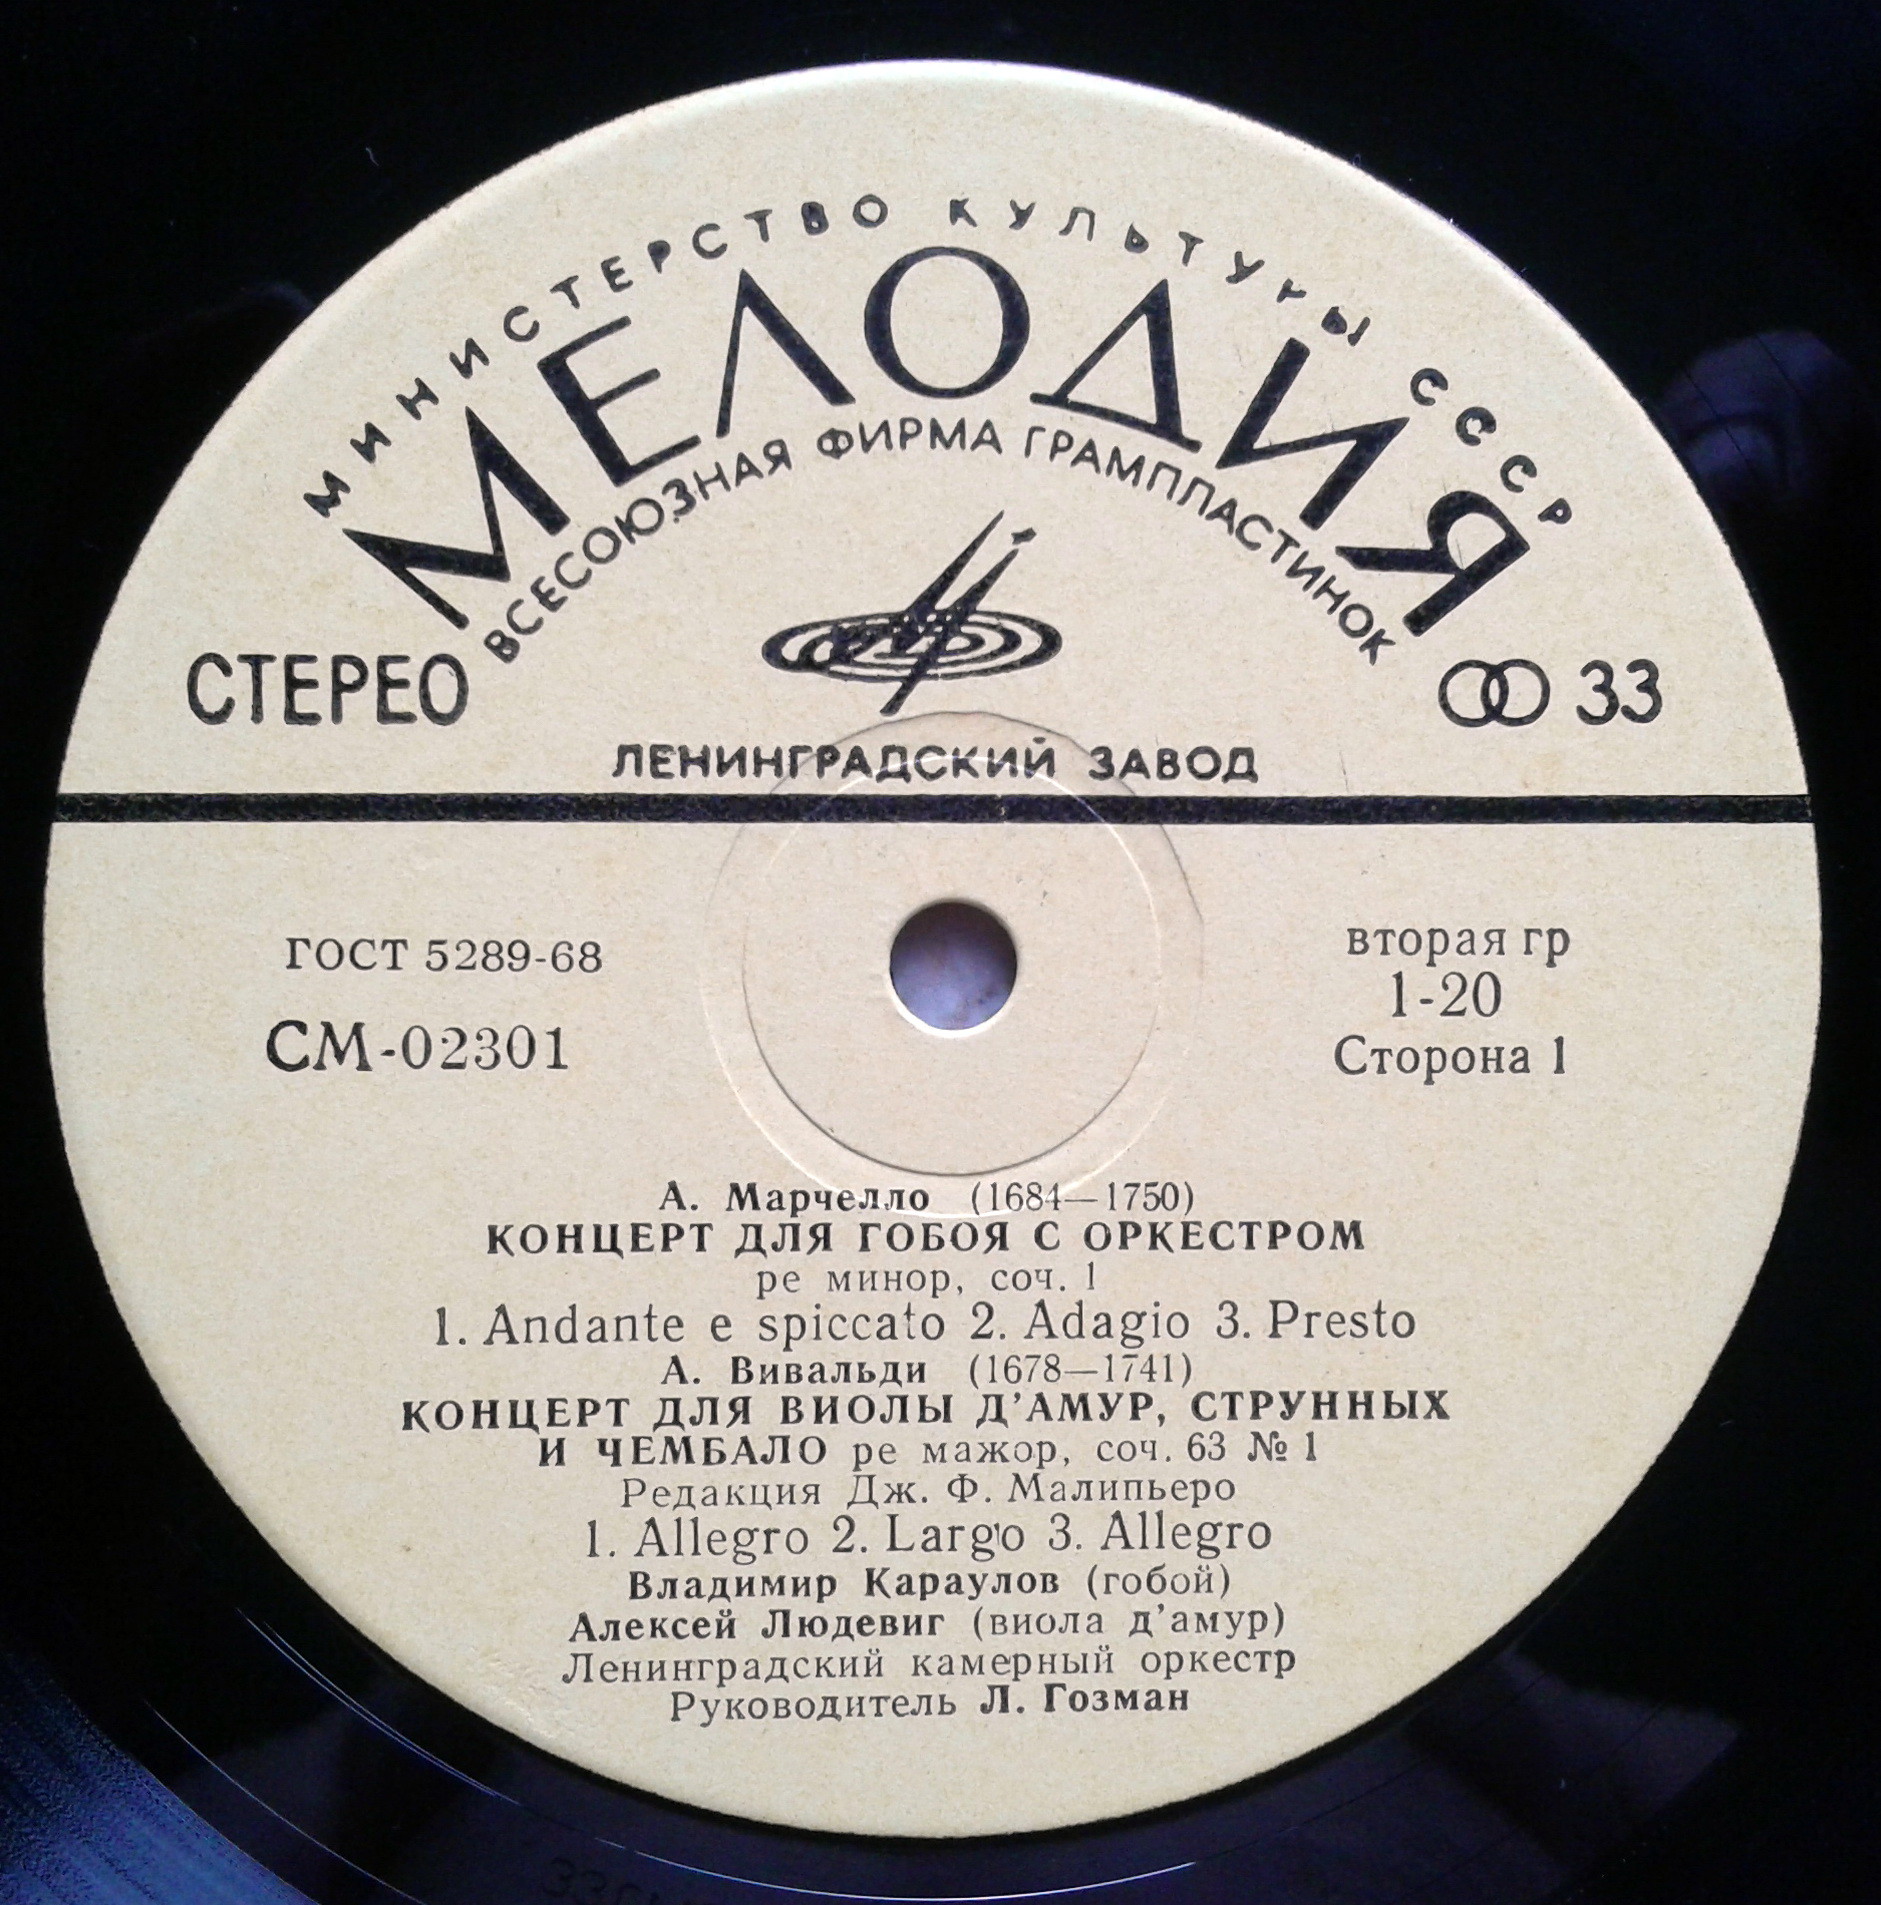 МИНИСТЕРСТВО КУЛЬТУРЫ СССР
МЕЛОДИЯ
ВСЕСОЮЗНАЯ ФИРМА ГРАМПЛАСТИНОК
СТЕРЕО
33
ЛЕНИНГРАДСКИЙ ЗАВОД
ГОСТ 5289-68
СМ-02301
вторая гр
1-20
Сторона 1
А. Марчелло (1684—1750)
КОНЦЕРТ ДЛЯ ГОБОЯ С ОРКЕСТРОМ
ре минор, соч. 1
1. Andante e spiccato 2. Adagio 3. Presto
А. Вивальди (1678—1741)
КОНЦЕРТ ДЛЯ ВИОЛЫ Д'АМУР, СТРУННЫХ
И ЧЕМБАЛО ре мажор, соч. 63 № 1
Редакция Дж. Ф. Малипьеро
1. Allegro 2. Largo 3. Allegro
Владимир Караулов (гобой)
Алексей Людевиг (виола д'амур)
Ленинградский камерный оркестр
Руководитель Л. Гозман